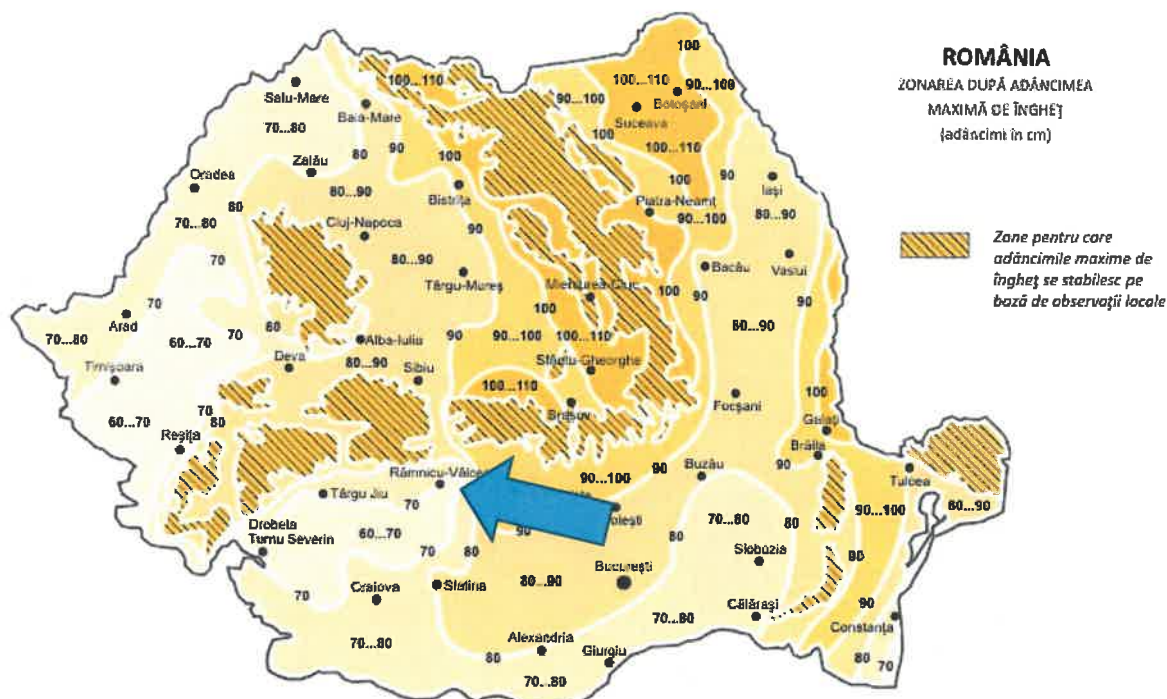 ROMÂNIA
ZONAREA DUPĂ ADÂNCIMEA
MAXIMĂ DE ÎNGHEȚ
(adâncimi în cm)
Zone pentru care
adâncimile maxime de
îngheț se stabilesc pe
bază de observații locale
100
100...110
100...110
90...100
Satu-Mare
90...100
Botoșani
Baia-Mare
Suceava
70...80
100
80
90
100
100...110
Zalău
Oradea
80...90
Bistrița
100
90
Iași
80
Piatra-Neamț
80...90
70...80
90...100
Cluj-Napoca
90
70
80...90
Bacău
Vaslui
Târgu-Mureș
90
90
Miercurea-Ciuc
100
100
70
Arad
70
80
90
90...100
100...110
80...90
70...80
60...70
Alba-Iulia
Timișoara
Deva
80...90
Sibiu
Sfântu-Gheorghe
100...110
100
60...70
70
80
Brașov
Focșani
Galați
Reșița
Brăila
Râmnicu-Vâlcea
90...100
90
Buzău
90
Tulcea
Târgu Jiu
70
80...90
70...80
80
90...100
Drobeta
Turnu Severin
60...70
90
80
70
80
Slobozia
90
București
70
Craiova
Slatina
80...90
70...80
Călărași
90
Constanța
70...80
Alexandria
80
Giurgiu
80
70
70...80